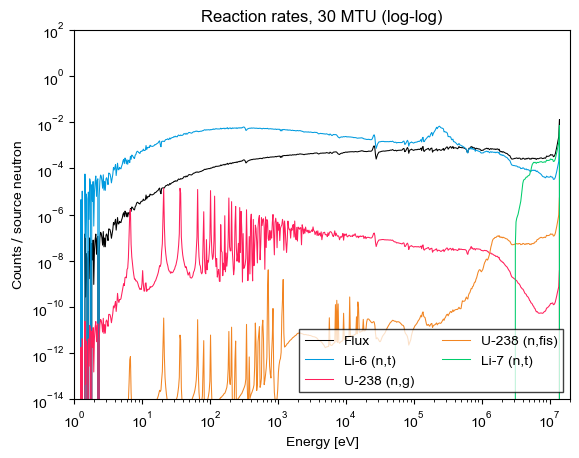 Reaction rates, 30 MTU (log-log)
Counts / source neutron
10^2
10^0
10^−2
10^−4
10^−6
10^−8
10^−10
10^−12
10^−14
Flux
Li-6 (n,t)
U-238 (n,g)
U-238 (n,fis)
Li-7 (n,t)
10^0 10^1 10^2 10^3 10^4 10^5 10^6 10^7
Energy [eV]